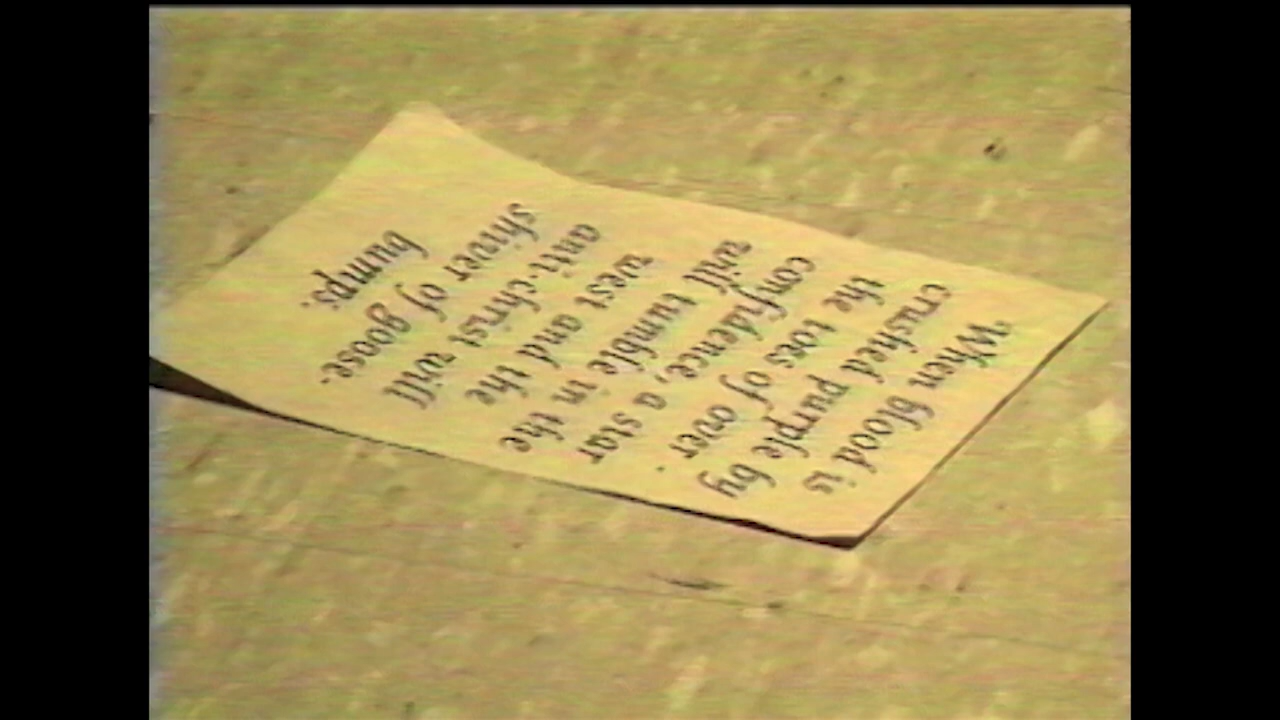 "When blood is
crushed purple by
the toes of over
confidence, a star
will tumble in the
west and the
anti-christ will
shiver of goose.
bumps.